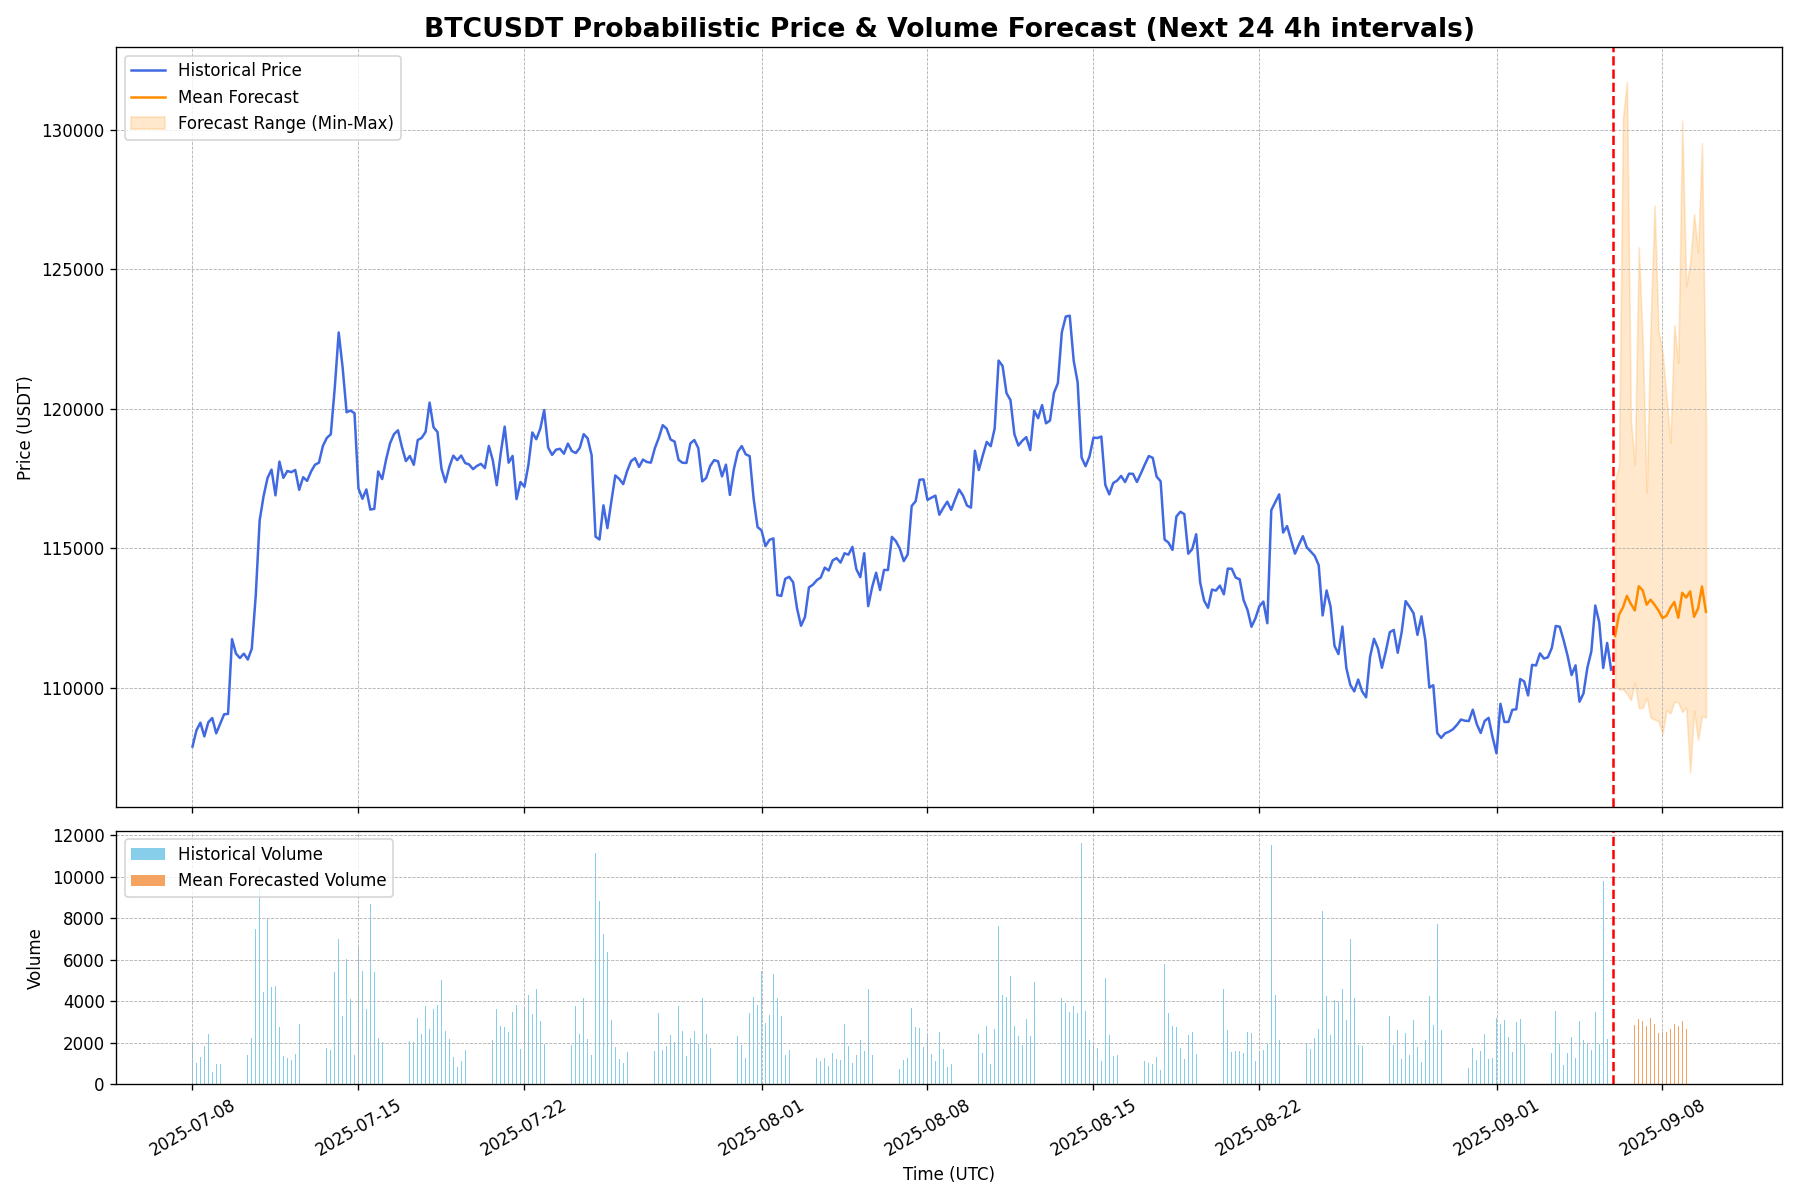 BTCUSDT Probabilistic Price & Volume Forecast (Next 24 4h intervals)
Historical Price
Mean Forecast
Forecast Range (Min-Max)
130000
125000
120000
115000
110000
Price (USDT)
Historical Volume
Mean Forecasted Volume
12000
10000
8000
6000
4000
2000
0
Volume
2025-07-08
2025-07-15
2025-07-22
2025-08-01
2025-08-08
2025-08-15
2025-08-22
2025-09-01
2025-09-08
Time (UTC)